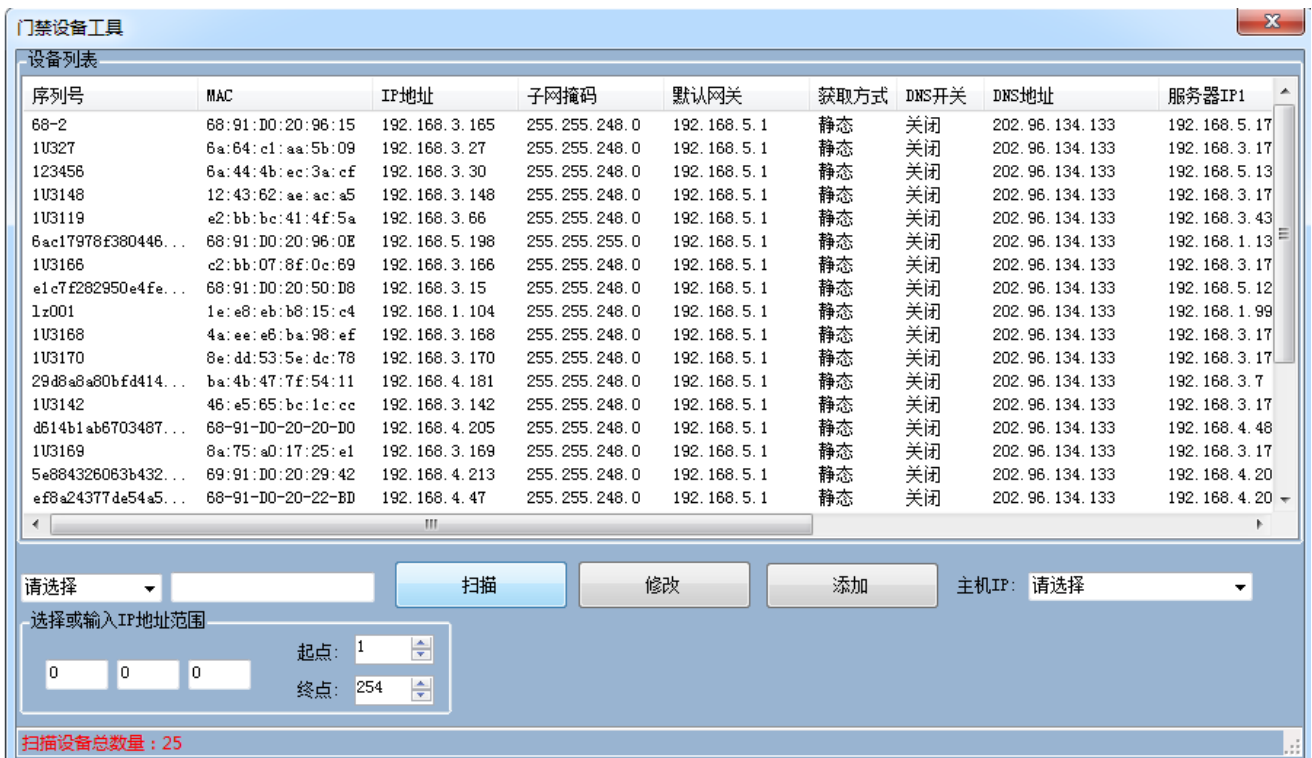 门禁设备工具
设备列表
序列号 MAC IP地址 子网掩码 默认网关 获取方式 DNS开关 DNS地址 服务器IP1
68-2 68:91:D0:20:96:15 192.168.3.165 255.255.248.0 192.168.5.1 静态 关闭 202.96.134.133 192.168.5.17
1U327 6a:64:c1:aa:5b:09 192.168.3.27 255.255.248.0 192.168.5.1 静态 关闭 202.96.134.133 192.168.3.17
123456 6a:44:4b:ec:3a:cf 192.168.3.30 255.255.248.0 192.168.5.1 静态 关闭 202.96.134.133 192.168.5.13
1U3148 12:43:62:ae:ac:a5 192.168.3.148 255.255.248.0 192.168.5.1 静态 关闭 202.96.134.133 192.168.3.17
1U3119 e2:bb:bc:41:4f:5a 192.168.3.66 255.255.248.0 192.168.5.1 静态 关闭 202.96.134.133 192.168.3.43
6ac17978f380446... 68:91:D0:20:96:0E 192.168.5.198 255.255.255.0 192.168.5.1 静态 关闭 202.96.134.133 192.168.1.13
1U3166 c2:bb:07:8f:0c:69 192.168.3.166 255.255.248.0 192.168.5.1 静态 关闭 202.96.134.133 192.168.3.17
e1c7f282950e4fe... 68:91:D0:20:50:D8 192.168.3.15 255.255.248.0 192.168.5.1 静态 关闭 202.96.134.133 192.168.5.12
lz001 1e:e8:eb:b8:15:c4 192.168.1.104 255.255.248.0 192.168.5.1 静态 关闭 202.96.134.133 192.168.1.99
1U3168 4a:ee:e6:ba:98:ef 192.168.3.168 255.255.248.0 192.168.5.1 静态 关闭 202.96.134.133 192.168.3.17
1U3170 8e:dd:53:5e:dc:78 192.168.3.170 255.255.248.0 192.168.5.1 静态 关闭 202.96.134.133 192.168.3.17
29d8a8a80bfd414... ba:4b:47:7f:54:11 192.168.4.181 255.255.248.0 192.168.5.1 静态 关闭 202.96.134.133 192.168.3.7
1U3142 46:e5:65:bc:1c:cc 192.168.3.142 255.255.248.0 192.168.5.1 静态 关闭 202.96.134.133 192.168.3.17
d614b1ab6703487... 68-91-D0-20-20-D0 192.168.4.205 255.255.248.0 192.168.5.1 静态 关闭 202.96.134.133 192.168.4.48
1U3169 8a:75:a0:17:25:e1 192.168.3.169 255.255.248.0 192.168.5.1 静态 关闭 202.96.134.133 192.168.3.17
5e884326063b432... 69:91:D0:20:29:42 192.168.4.213 255.255.248.0 192.168.5.1 静态 关闭 202.96.134.133 192.168.4.20
ef8a24377de54a5... 68-91-D0-20-22-BD 192.168.4.47 255.255.248.0 192.168.5.1 静态 关闭 202.96.134.133 192.168.4.20
请选择 扫描 修改 添加 主机IP: 请选择
选择或输入IP地址范围
起点: 1
0 0 0
终点: 254
扫描设备总数量：25